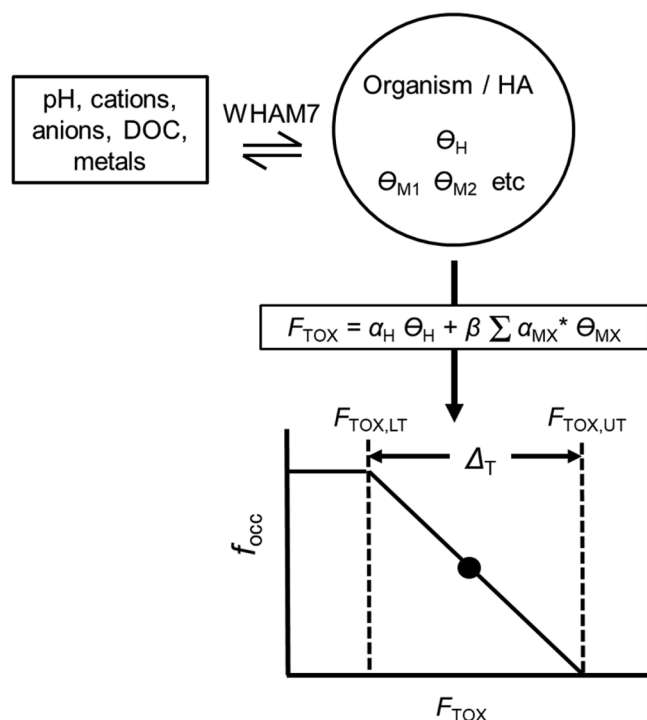 pH, cations,
anions, DOC,
metals
WHAM7
Organism / HA
ϴH
ϴM1 ϴM2 etc
FTOX = αH ϴH + β ∑ αMX* ϴMX
FTOX,LT
FTOX,UT
ΔT
focc
FTOX